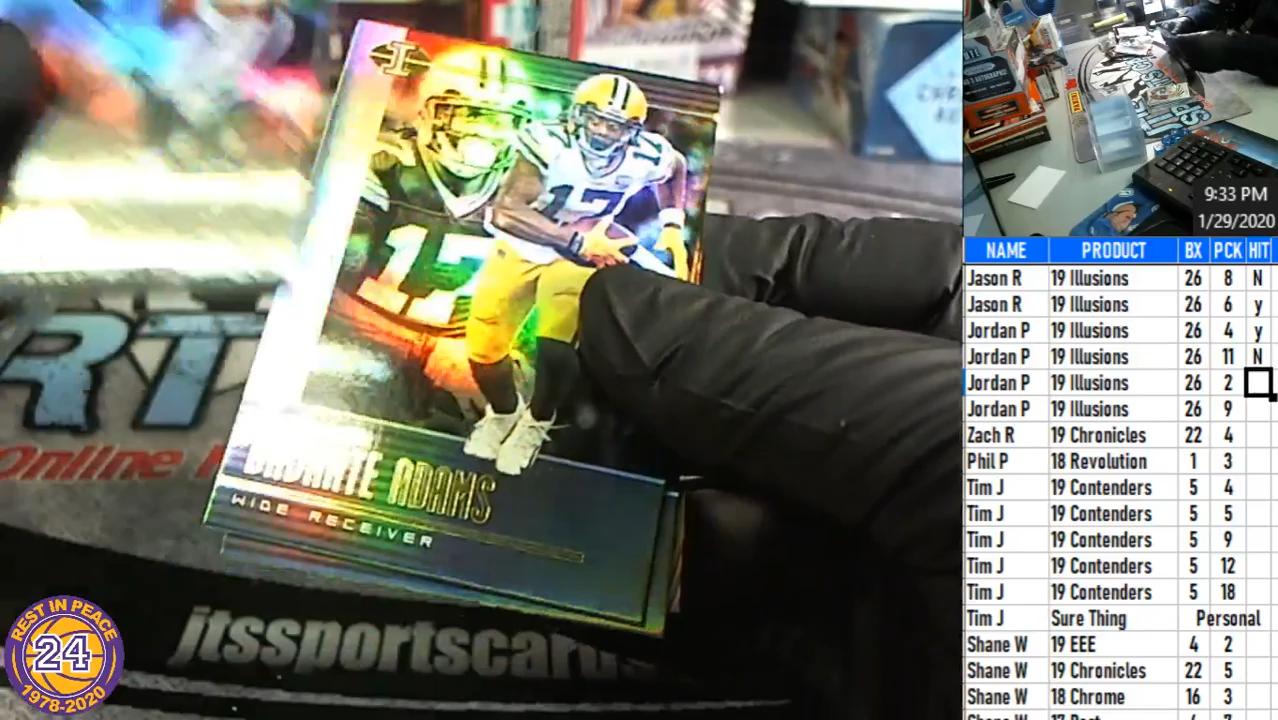 I
17
17
17
DAVANTE ADAMS
WIDE RECEIVER
RT
Online
jtssportscards
REST IN PEACE
24
1978-2020
9:33 PM
1/29/2020
NAME PRODUCT BX PCK HIT
Jason R 19 Illusions 26 8 N
Jason R 19 Illusions 26 6 y
Jordan P 19 Illusions 26 4 y
Jordan P 19 Illusions 26 11 N
Jordan P 19 Illusions 26 2
Jordan P 19 Illusions 26 9
Zach R 19 Chronicles 22 4
Phil P 18 Revolution 1 3
Tim J 19 Contenders 5 4
Tim J 19 Contenders 5 5
Tim J 19 Contenders 5 9
Tim J 19 Contenders 5 12
Tim J 19 Contenders 5 18
Tim J Sure Thing Personal
Shane W 19 EEE 4 2
Shane W 19 Chronicles 22 5
Shane W 18 Chrome 16 3